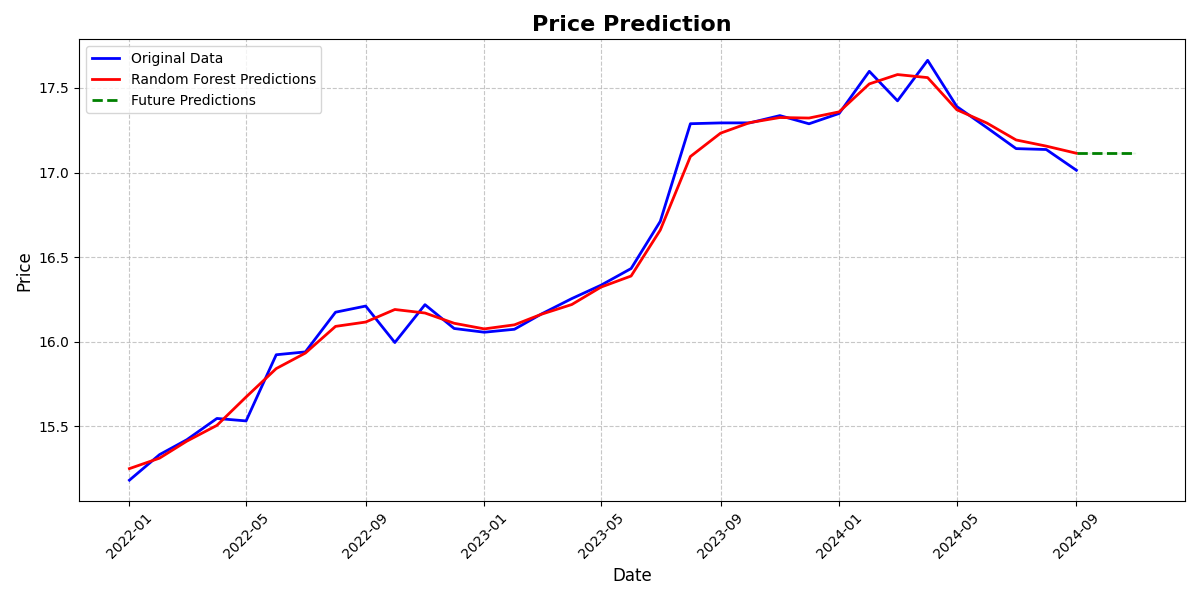 Price Prediction
Original Data
Random Forest Predictions
Future Predictions
Price
17.5
17.0
16.5
16.0
15.5
2022-01
2022-05
2022-09
2023-01
2023-05
2023-09
2024-01
2024-05
2024-09
Date